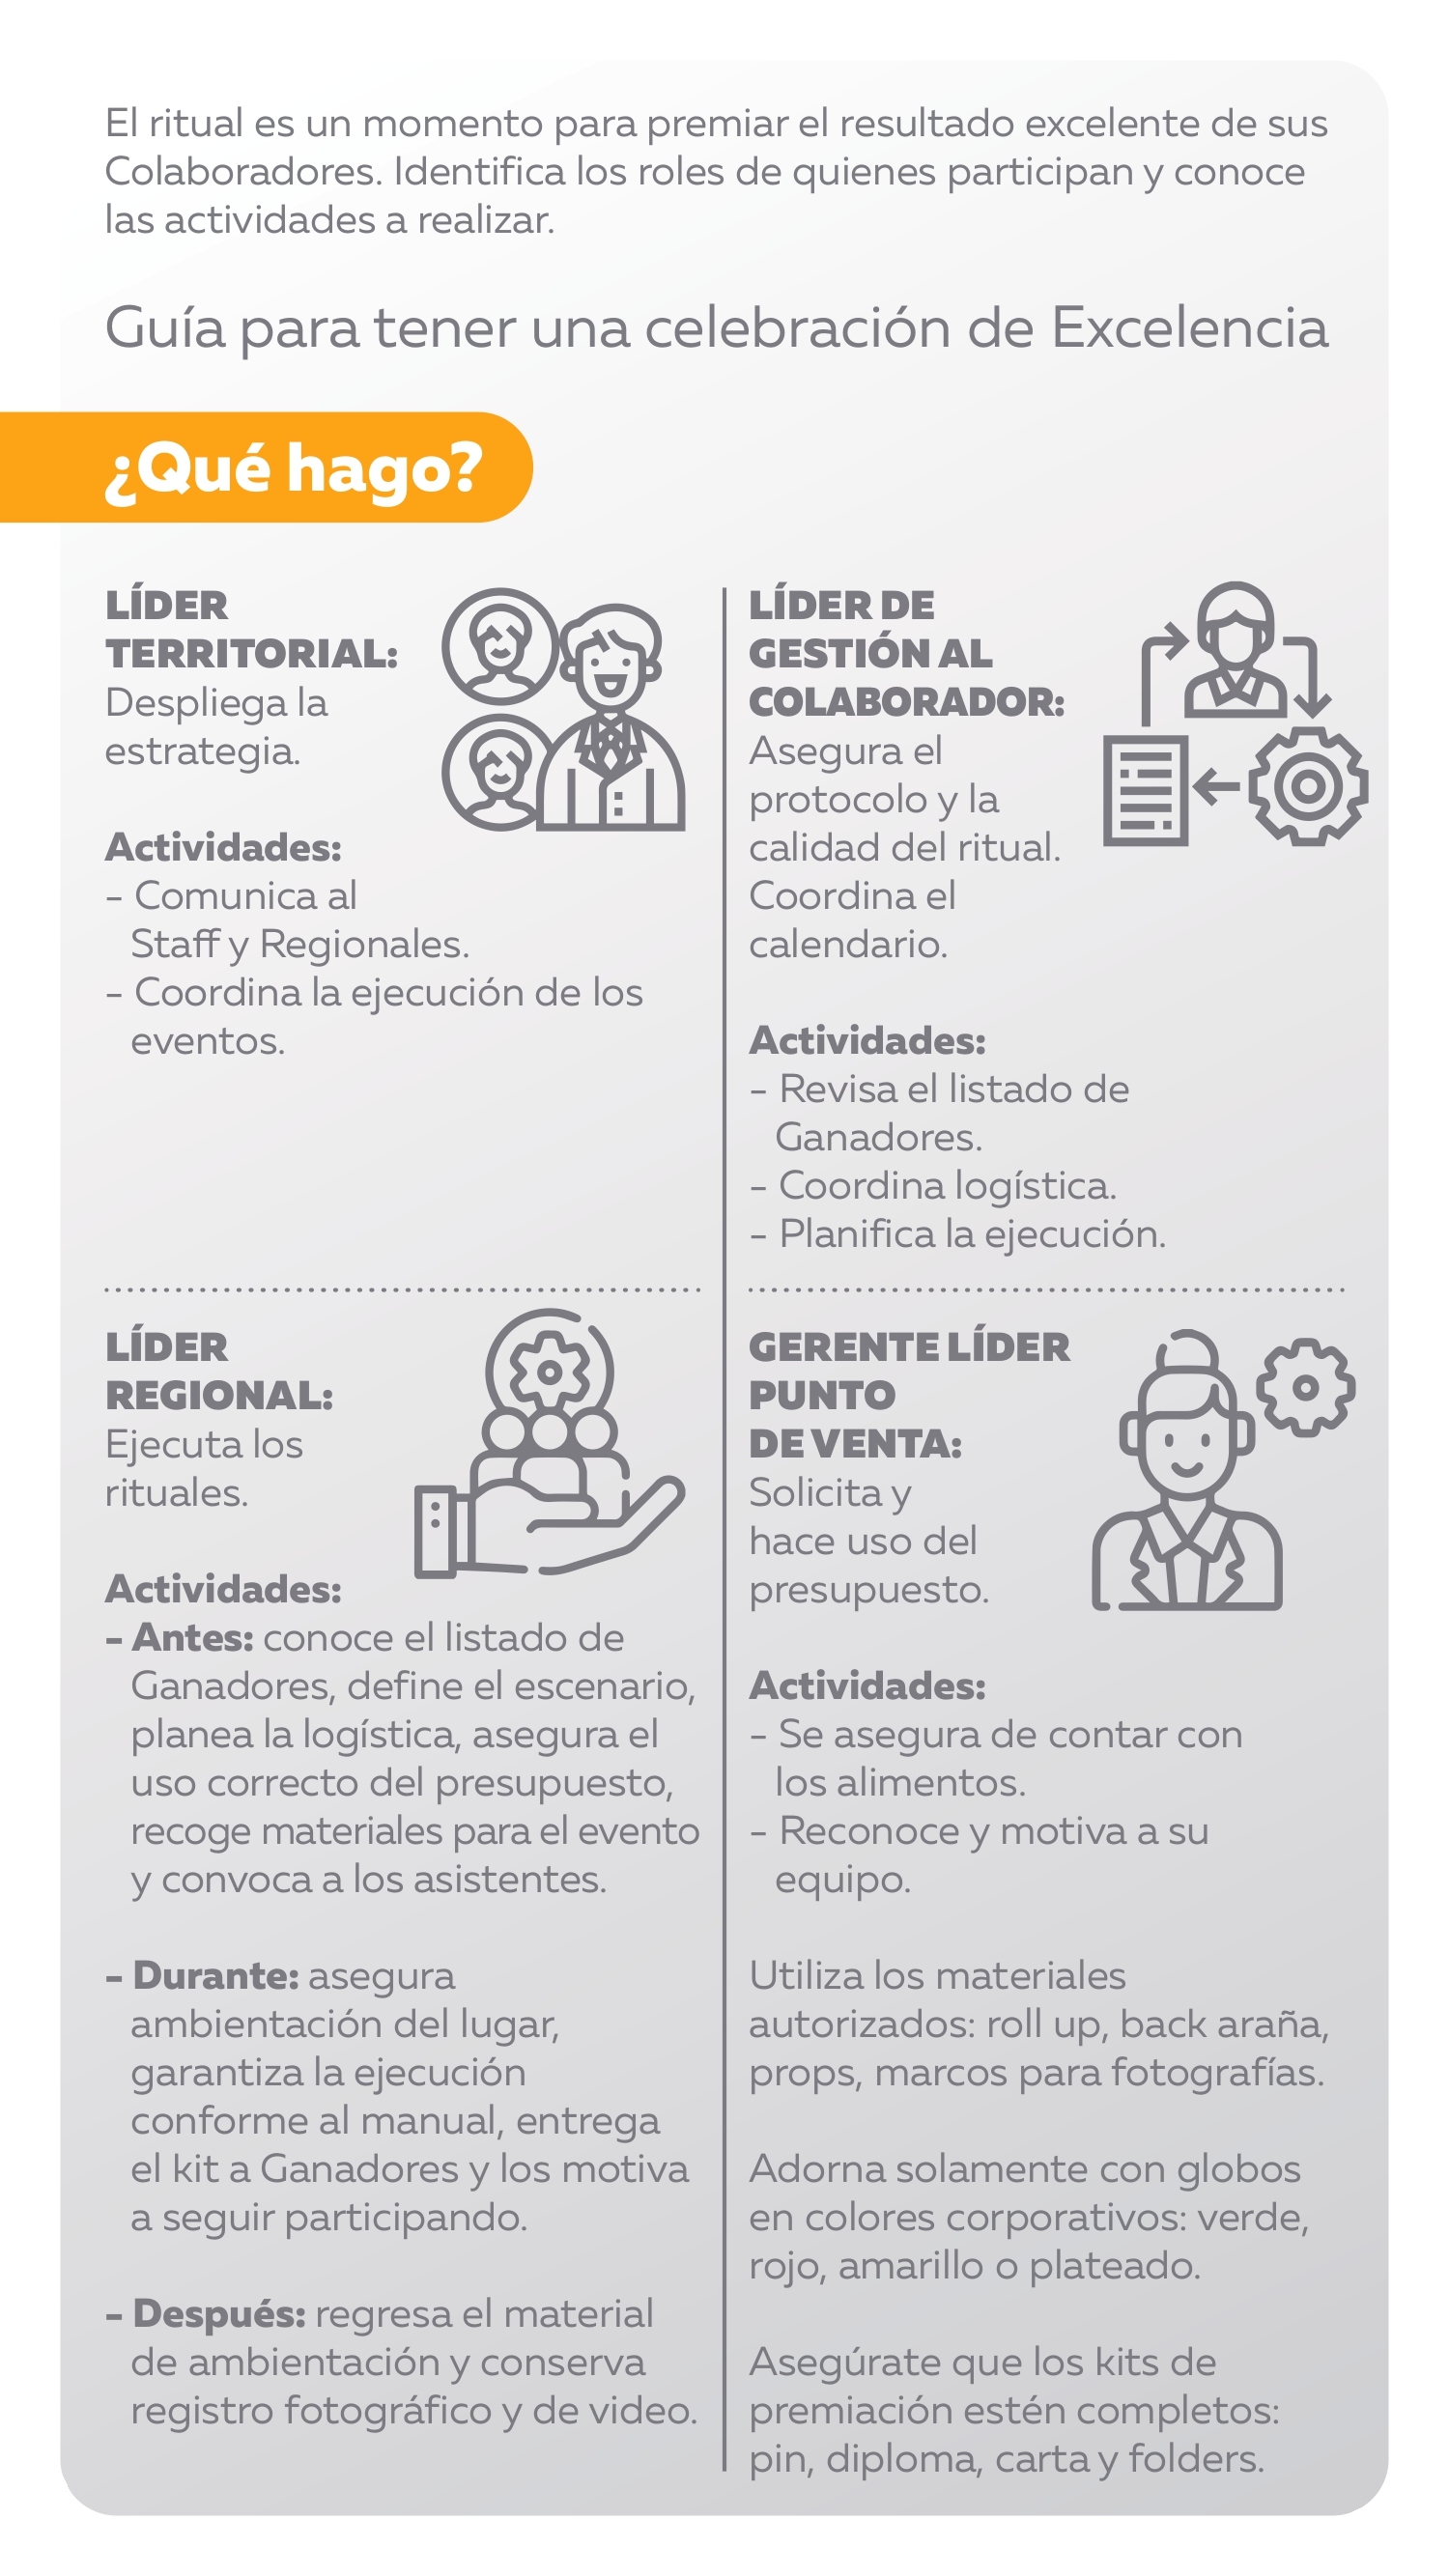 El ritual es un momento para premiar el resultado excelente de sus
Colaboradores. Identifica los roles de quienes participan y conoce
las actividades a realizar.
Guía para tener una celebración de Excelencia
¿Qué hago?
LÍDER
TERRITORIAL:
Despliega la
estrategia.
Actividades:
- Comunica al
Staff y Regionales.
- Coordina la ejecución de los
eventos.
LÍDER DE
GESTIÓN AL
COLABORADOR:
Asegura el
protocolo y la
calidad del ritual.
Coordina el
calendario.
Actividades:
- Revisa el listado de
Ganadores.
- Coordina logística.
- Planifica la ejecución.
LÍDER
REGIONAL:
Ejecuta los
rituales.
Actividades:
- Antes: conoce el listado de
Ganadores, define el escenario,
planea la logística, asegura el
uso correcto del presupuesto,
recoge materiales para el evento
y convoca a los asistentes.
- Durante: asegura
ambientación del lugar,
garantiza la ejecución
conforme al manual, entrega
el kit a Ganadores y los motiva
a seguir participando.
- Después: regresa el material
de ambientación y conserva
registro fotográfico y de video.
GERENTE LÍDER
PUNTO
DE VENTA:
Solicita y
hace uso del
presupuesto.
Actividades:
- Se asegura de contar con
los alimentos.
- Reconoce y motiva a su
equipo.
Utiliza los materiales
autorizados: roll up, back araña,
props, marcos para fotografías.
Adorna solamente con globos
en colores corporativos: verde,
rojo, amarillo o plateado.
Asegúrate que los kits de
premiación estén completos:
pin, diploma, carta y folders.